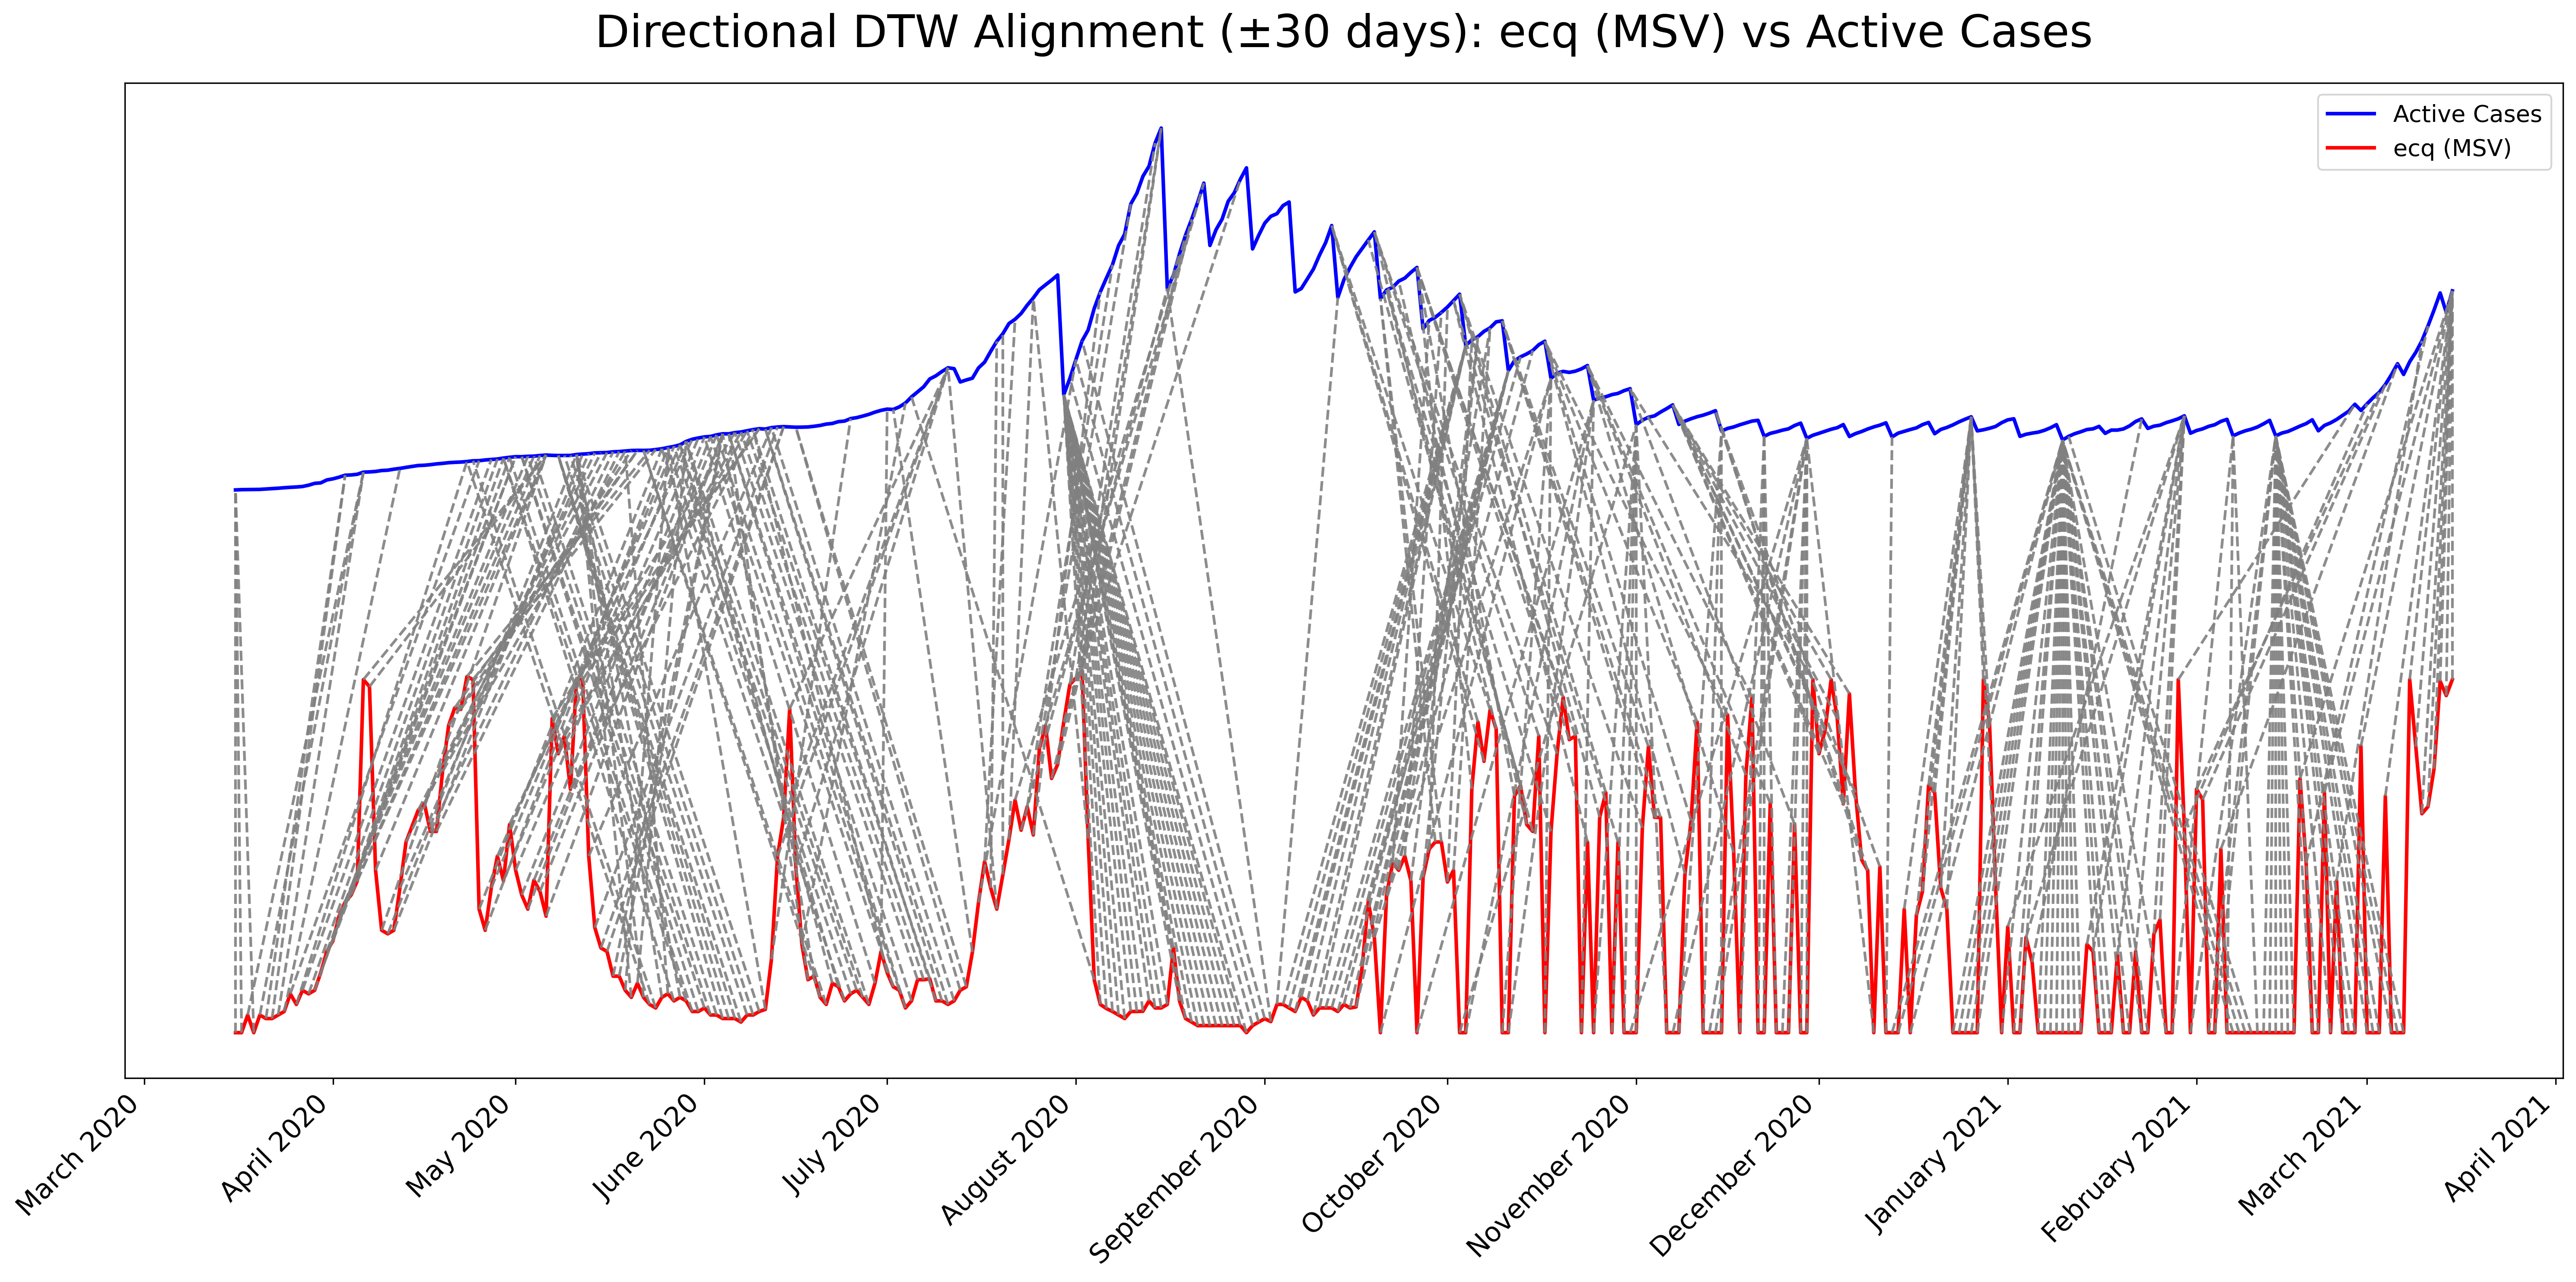 Directional DTW Alignment (±30 days): ecq (MSV) vs Active Cases
Active Cases
ecq (MSV)
March 2020
April 2020
May 2020
June 2020
July 2020
August 2020
September 2020
October 2020
November 2020
December 2020
January 2021
February 2021
March 2021
April 2021